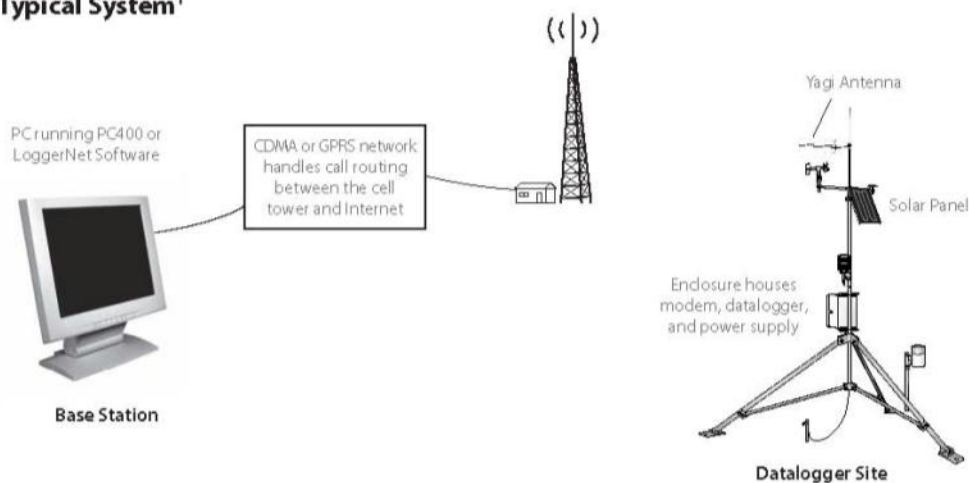 Typical System¹
PC running PC400 or
LoggerNet Software
CDMA or GPRS network
handles call routing
between the cell
tower and Internet
Yagi Antenna
Solar Panel
Enclosure houses
modem, datalogger,
and power supply
Base Station
Datalogger Site